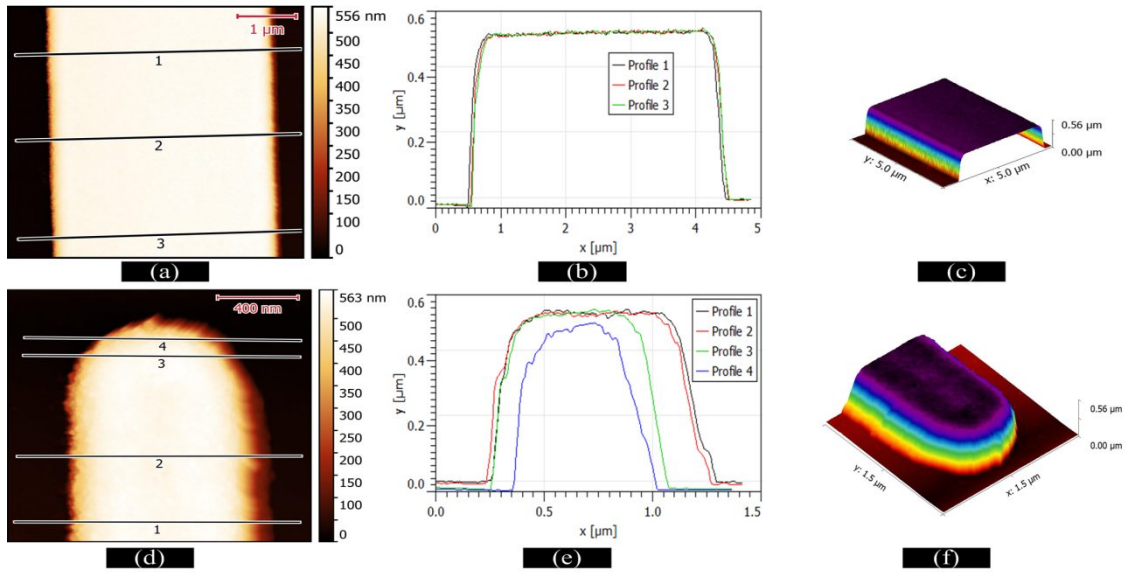 1 µm
1
2
3
556 nm
500
450
400
350
300
250
200
150
100
50
0
(a)
0.6
0.4
0.2
0.0
y [µm]
Profile 1
Profile 2
Profile 3
0
1
2
3
4
5
x [µm]
(b)
0.56 µm
0.00 µm
y: 5.0 µm
x: 5.0 µm
(c)
400 nm
4
3
2
1
563 nm
500
450
400
350
300
250
200
150
100
50
0
(d)
0.6
0.4
0.2
0.0
y [µm]
Profile 1
Profile 2
Profile 3
Profile 4
0.0
0.5
1.0
1.5
x [µm]
(e)
0.56 µm
0.00 µm
y: 1.5 µm
x: 1.5 µm
(f)